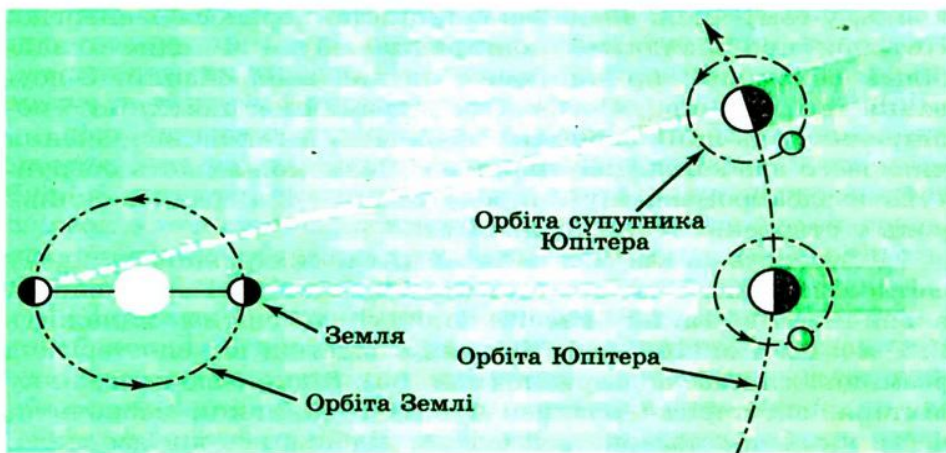 Орбіта супутника
Юпітера
Земля
Орбіта Юпітера
Орбіта Землі